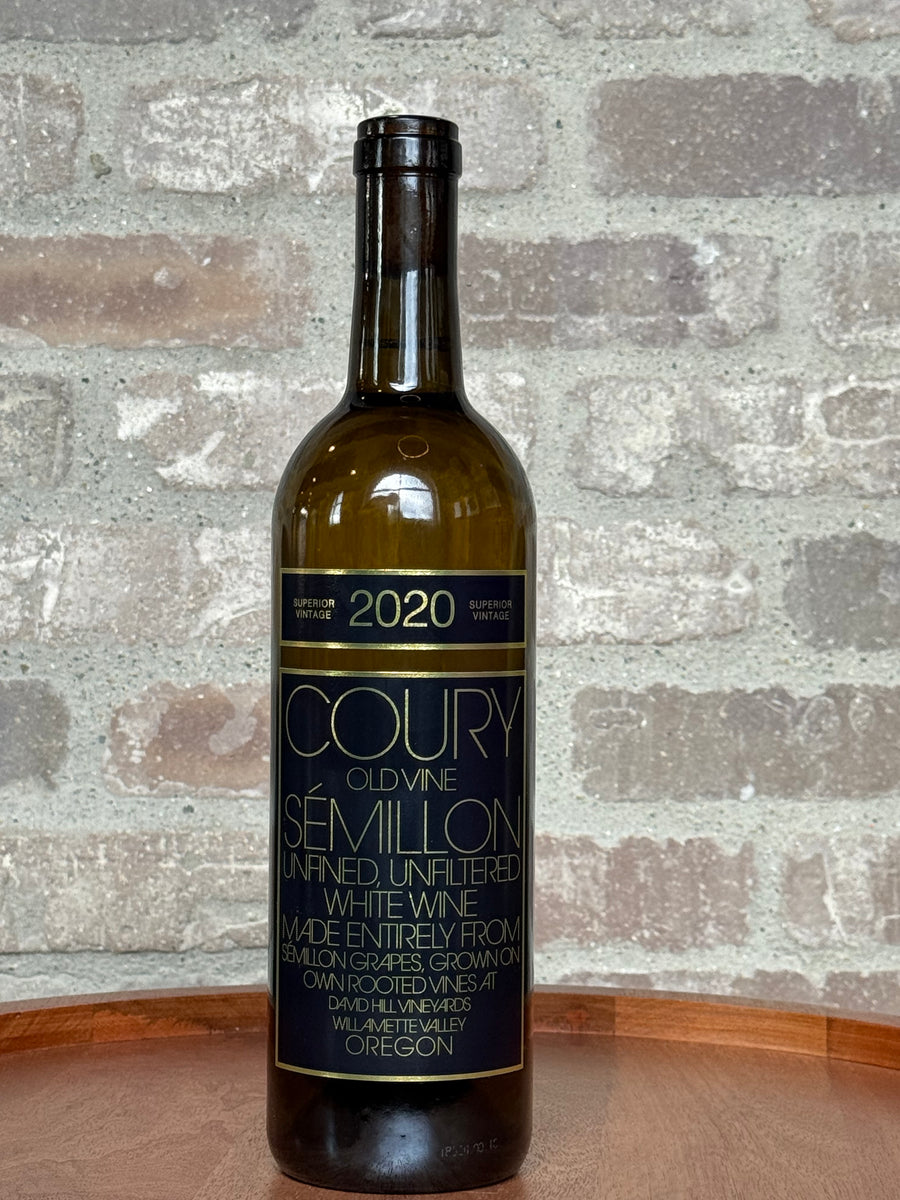 SUPERIOR VINTAGE 2020 SUPERIOR VINTAGE
COURY
OLD VINE
SÉMILLON
UNFINED, UNFILTERED
WHITE WINE
MADE ENTIRELY FROM
SÉMILLON GRAPES, GROWN ON
OWN ROOTED VINES AT
DAVID HILL VINEYARDS
WILLAMETTE VALLEY
OREGON